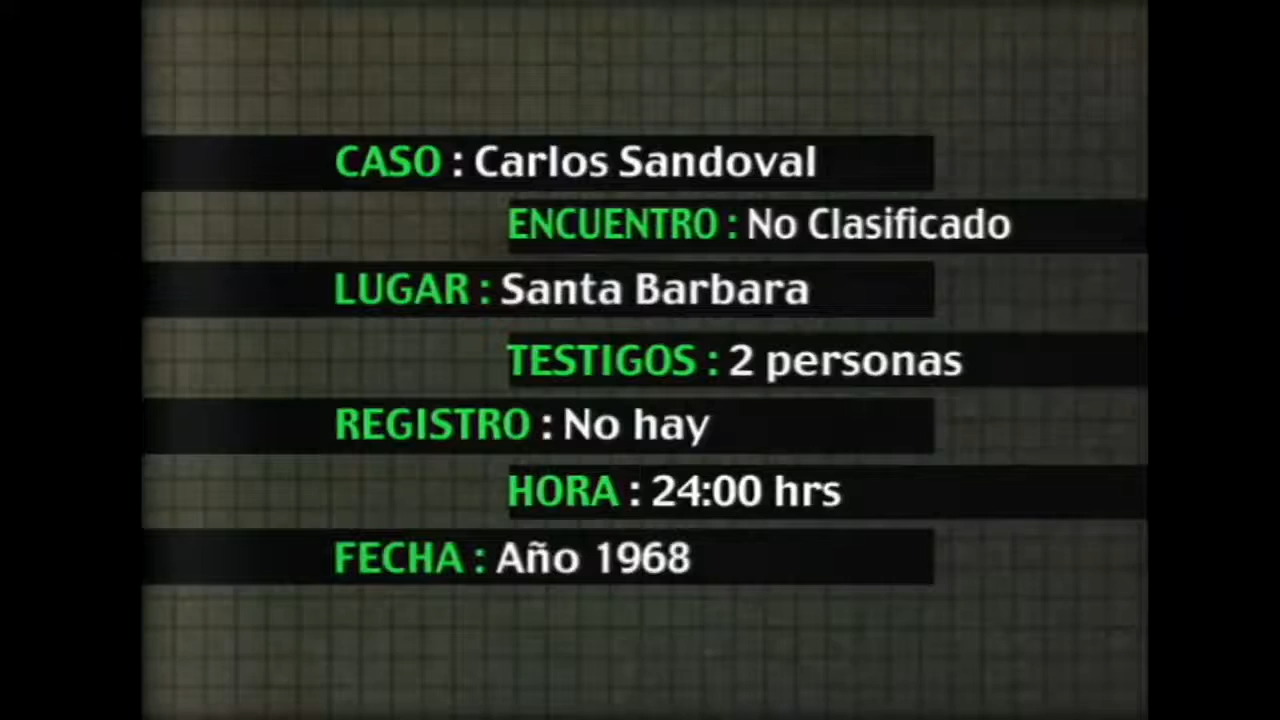 CASO : Carlos Sandoval
ENCUENTRO : No Clasificado
LUGAR : Santa Barbara
TESTIGOS : 2 personas
REGISTRO : No hay
HORA : 24:00 hrs
FECHA : Año 1968